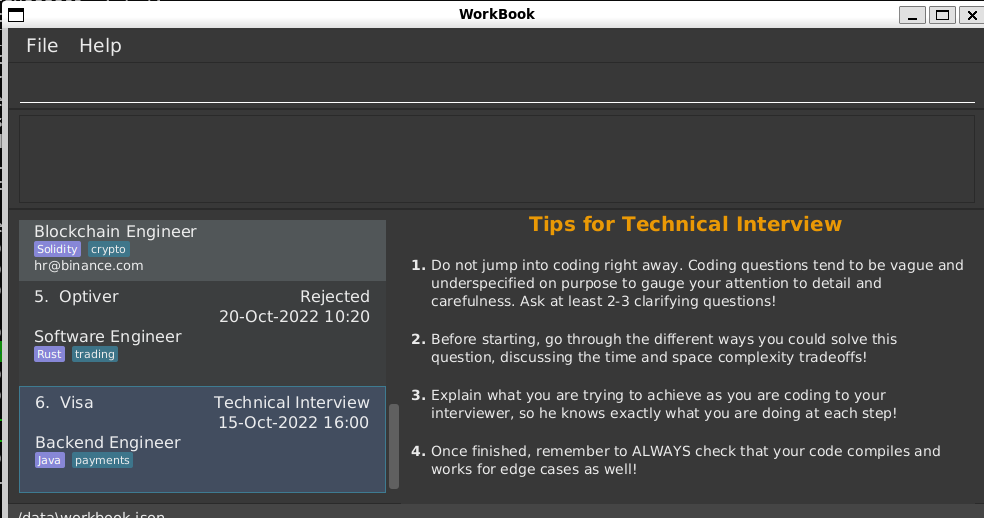 WorkBook
File Help
Blockchain Engineer
Solidity crypto
hr@binance.com
5. Optiver Rejected
20-Oct-2022 10:20
Software Engineer
Rust trading
6. Visa Technical Interview
15-Oct-2022 16:00
Backend Engineer
Java payments
Tips for Technical Interview
1. Do not jump into coding right away. Coding questions tend to be vague and
underspecified on purpose to gauge your attention to detail and
carefulness. Ask at least 2-3 clarifying questions!
2. Before starting, go through the different ways you could solve this
question, discussing the time and space complexity tradeoffs!
3. Explain what you are trying to achieve as you are coding to your
interviewer, so he knows exactly what you are doing at each step!
4. Once finished, remember to ALWAYS check that your code compiles and
works for edge cases as well!
/data\workbook.json